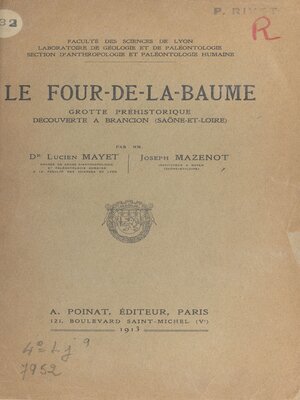 32
P. RIVET
R
FACULTÉ DES SCIENCES DE LYON
LABORATOIRE DE GÉOLOGIE ET DE PALÉONTOLOGIE
SECTION D'ANTHROPOLOGIE ET PALÉONTOLOGIE HUMAINE
LE FOUR-DE-LA-BAUME
GROTTE PRÉHISTORIQUE
DÉCOUVERTE A BRANCION (SAÔNE-ET-LOIRE)
PAR MM
Dr LUCIEN MAYET JOSEPH MAZENOT
A. POINAT, ÉDITEUR, PARIS
121, BOULEVARD SAINT-MICHEL (Ve)
1913
4º Lj 9
7952